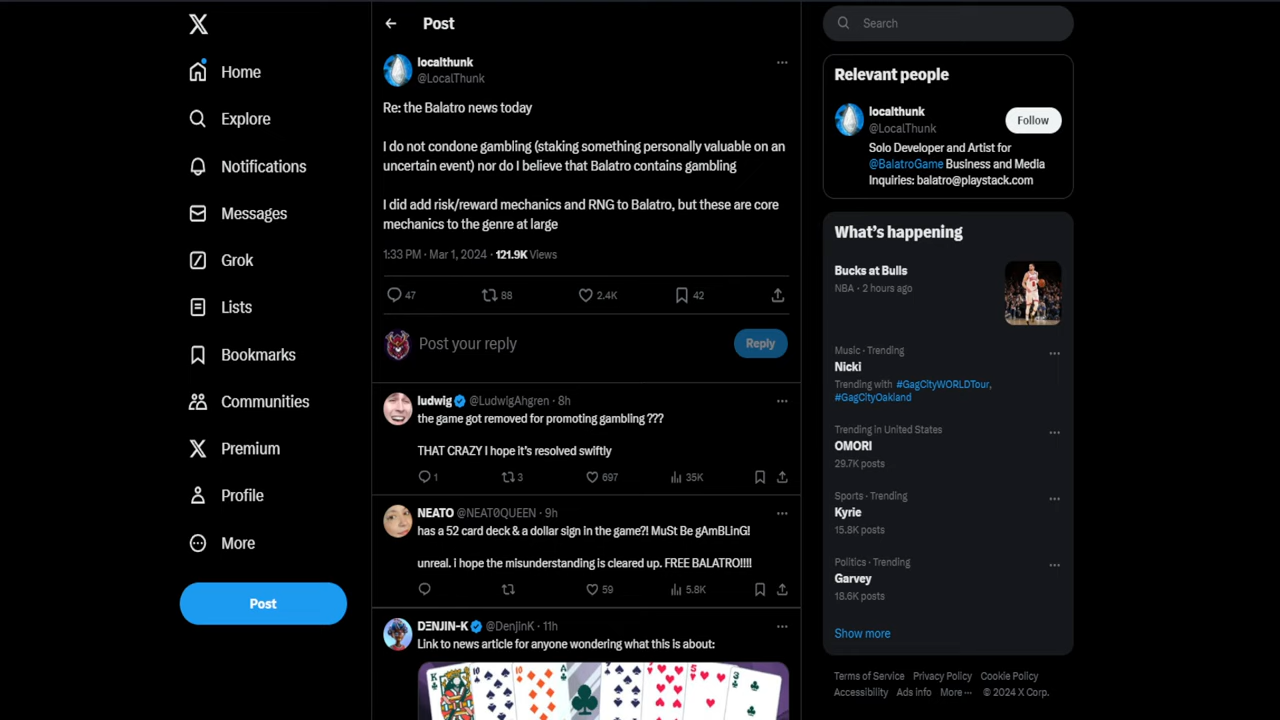 Home
Explore
Notifications
Messages
Grok
Lists
Bookmarks
Communities
Premium
Profile
More
Post
Post
localthunk
@LocalThunk
Re: the Balatro news today
I do not condone gambling (staking something personally valuable on an
uncertain event) nor do I believe that Balatro contains gambling
I did add risk/reward mechanics and RNG to Balatro, but these are core
mechanics to the genre at large
1:33 PM · Mar 1, 2024 · 121.9K Views
47 88 2.4K 42
Post your reply
Reply
ludwig @LudwigAhgren · 8h
the game got removed for promoting gambling ???
THAT CRAZY I hope it's resolved swiftly
1 3 697 35K
NEATO @NEAT0QUEEN · 9h
has a 52 card deck & a dollar sign in the game?! MuSt Be gAmBLinG!
unreal. i hope the misunderstanding is cleared up. FREE BALATRO!!!!
59 5.8K
DΞNJIN-K @DenjinK · 11h
Link to news article for anyone wondering what this is about:
K 10 10 A 7 7 5 3
Search
Relevant people
localthunk
@LocalThunk
Follow
Solo Developer and Artist for
@BalatroGame Business and Media
Inquiries: balatro@playstack.com
What's happening
Bucks at Bulls
NBA · 2 hours ago
Music · Trending
Nicki
Trending with #GagCityWORLDTour,
#GagCityOakland
Trending in United States
OMORI
29.7K posts
Sports · Trending
Kyrie
15.8K posts
Politics · Trending
Garvey
18.6K posts
Show more
Terms of Service Privacy Policy Cookie Policy
Accessibility Ads info More ··· © 2024 X Corp.